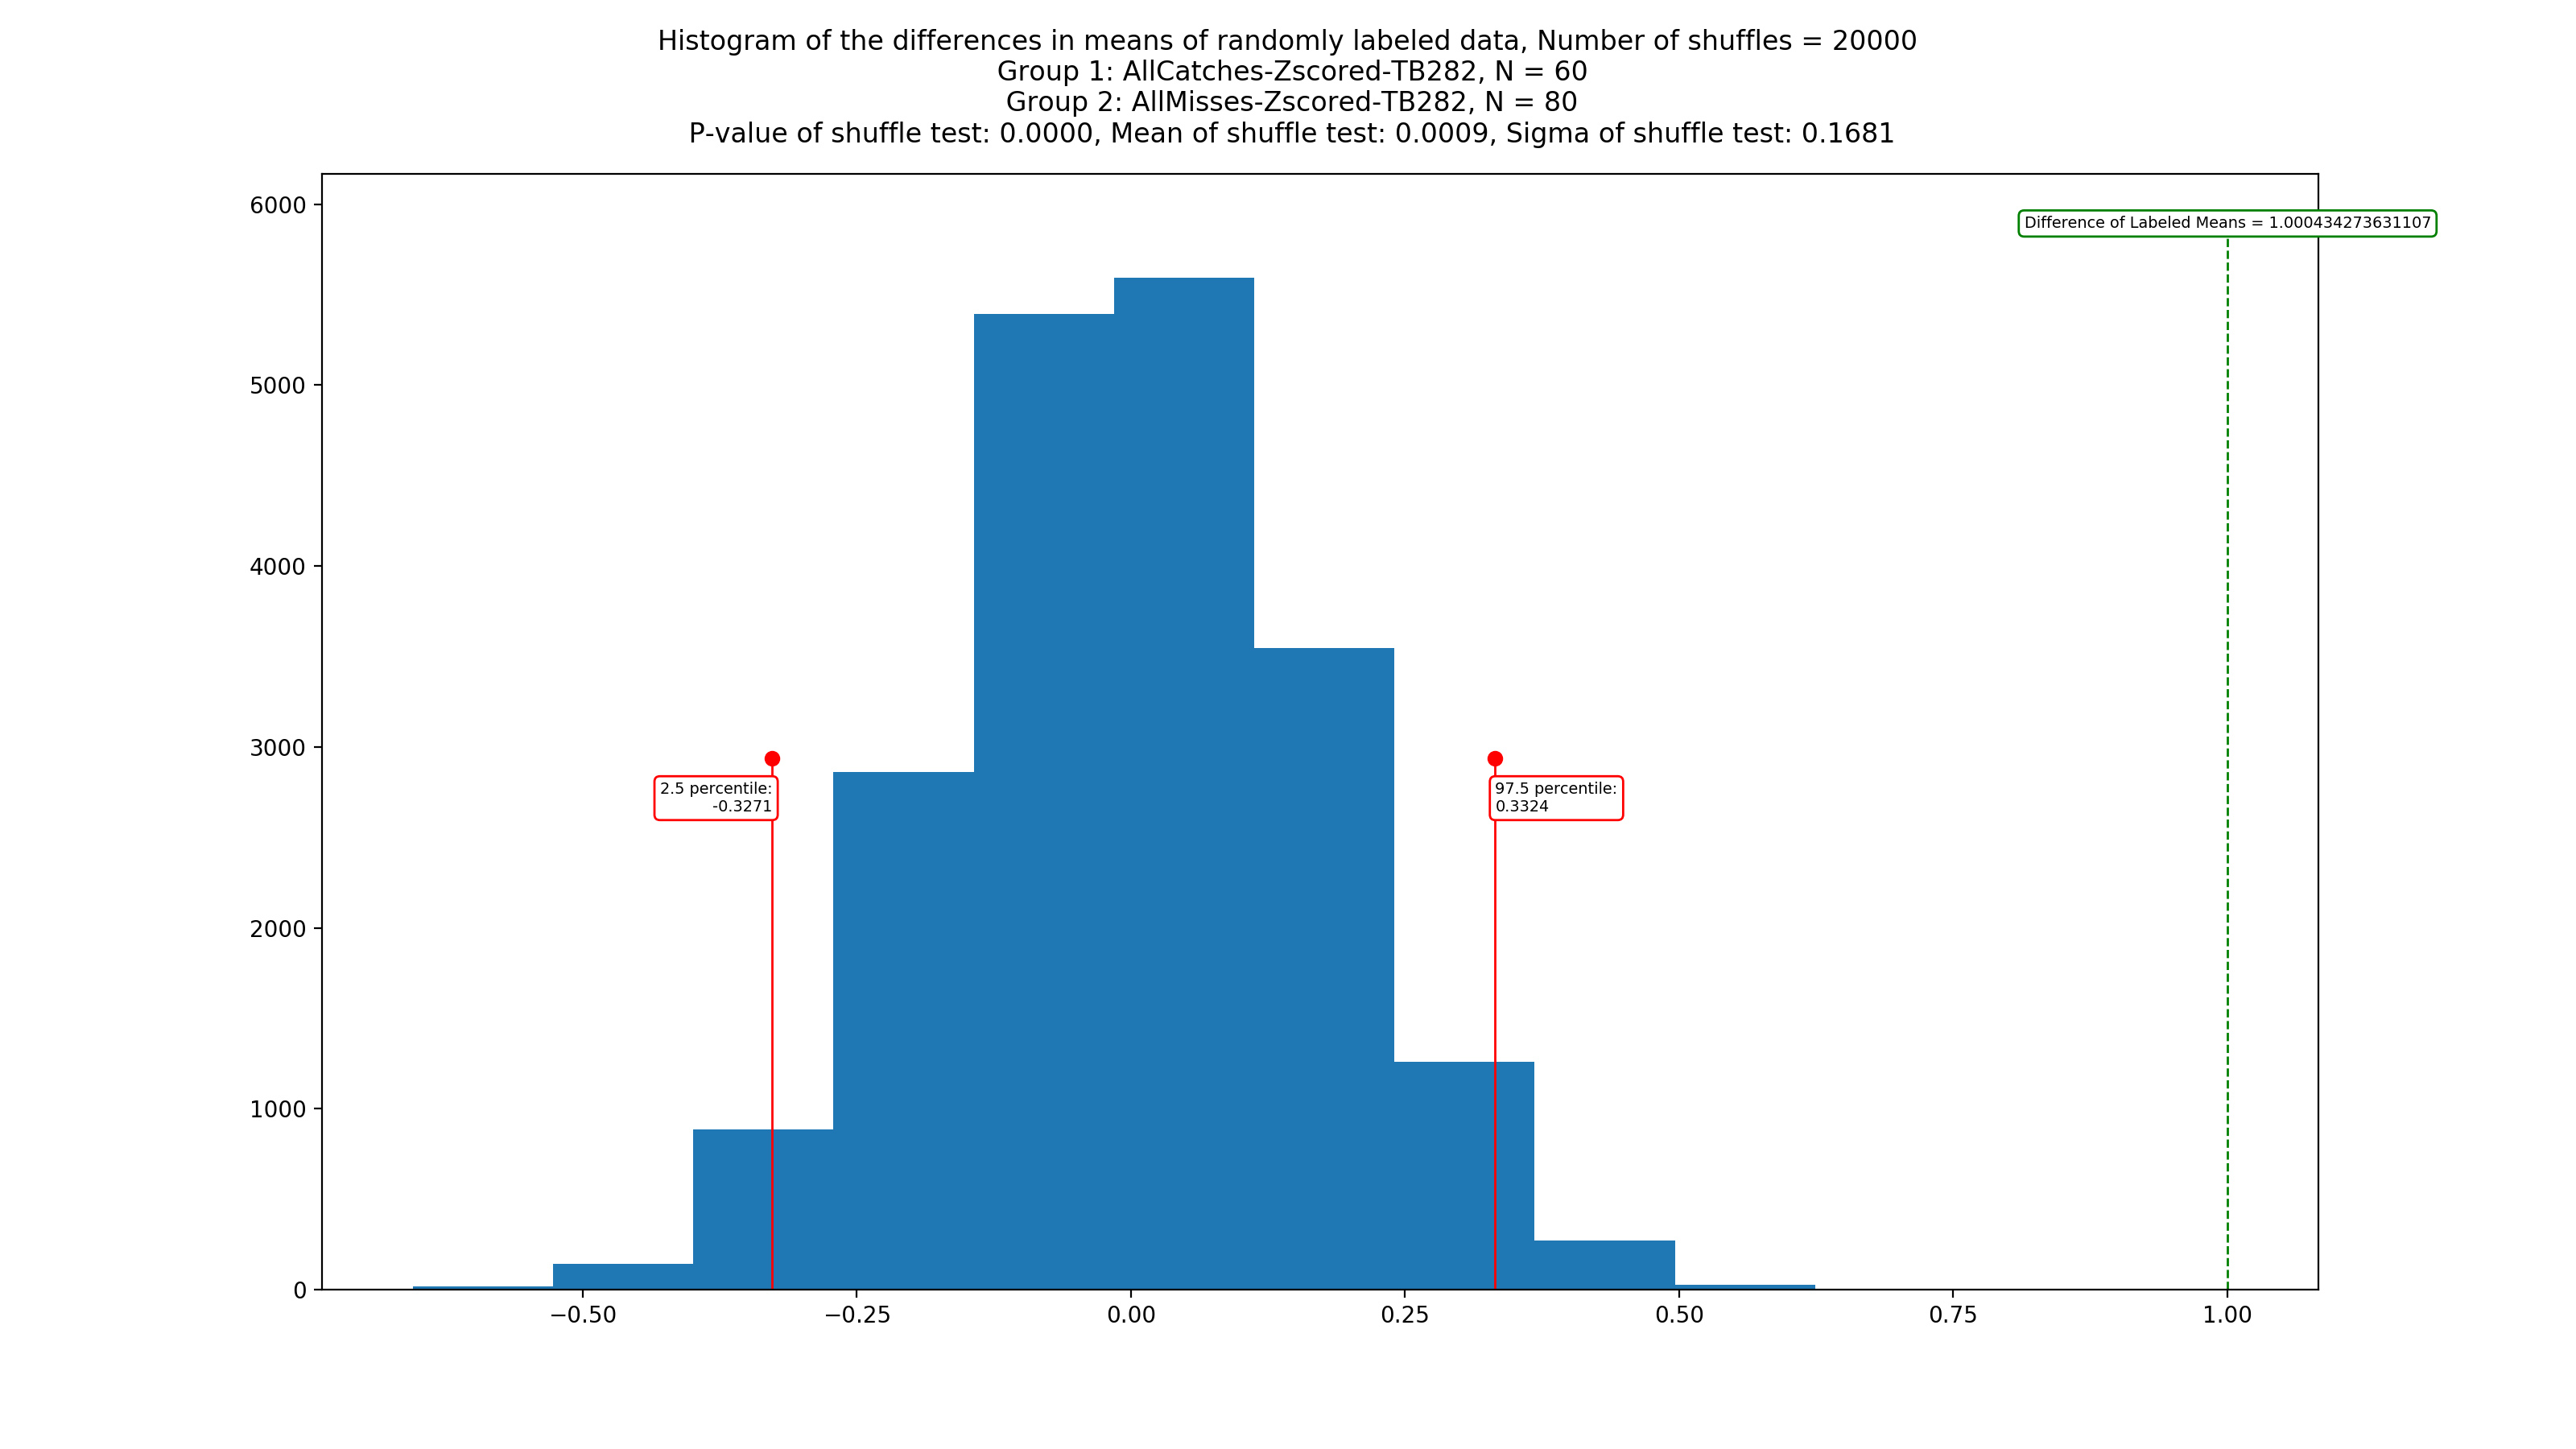 Histogram of the differences in means of randomly labeled data, Number of shuffles = 20000
Group 1: AllCatches-Zscored-TB282, N = 60
Group 2: AllMisses-Zscored-TB282, N = 80
P-value of shuffle test: 0.0000, Mean of shuffle test: 0.0009, Sigma of shuffle test: 0.1681
6000
Difference of Labeled Means = 1.000434273631107
5000
4000
3000
2.5 percentile:
-0.3271
97.5 percentile:
0.3324
2000
1000
0
−0.50
−0.25
0.00
0.25
0.50
0.75
1.00